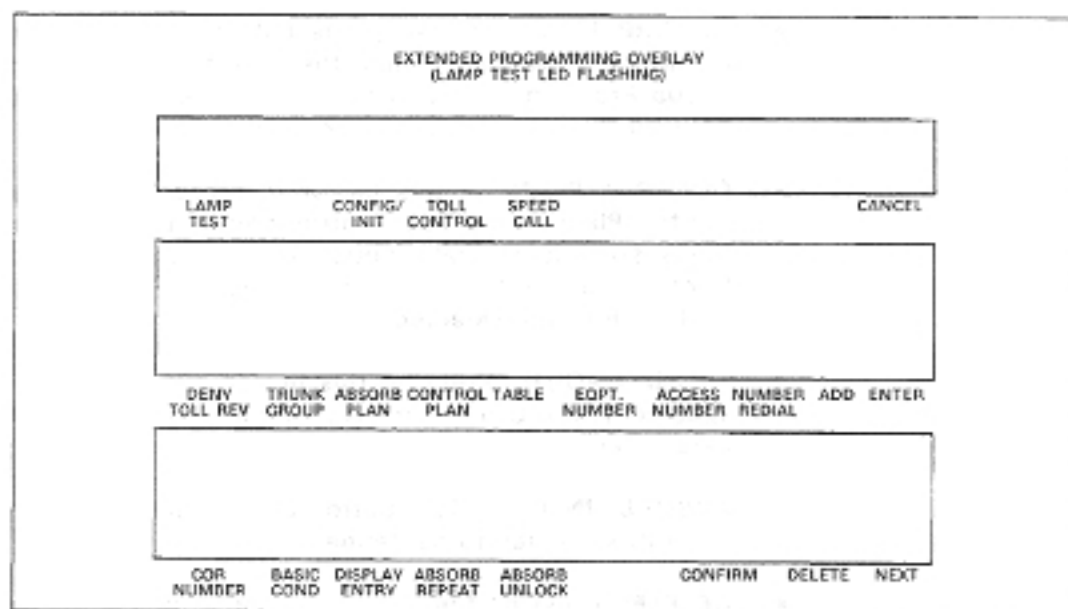 EXTENDED PROGRAMMING OVERLAY
(LAMP TEST LED FLASHING)
LAMP CONFIG/ TOLL SPEED CANCEL
TEST INIT CONTROL CALL
DENY TRUNK ABSORB CONTROL TABLE EQPT. ACCESS NUMBER ADD ENTER
TOLL REV GROUP PLAN PLAN NUMBER NUMBER REDIAL
COR BASIC DISPLAY ABSORB ABSORB CONFIRM DELETE NEXT
NUMBER COND ENTRY REPEAT UNLOCK